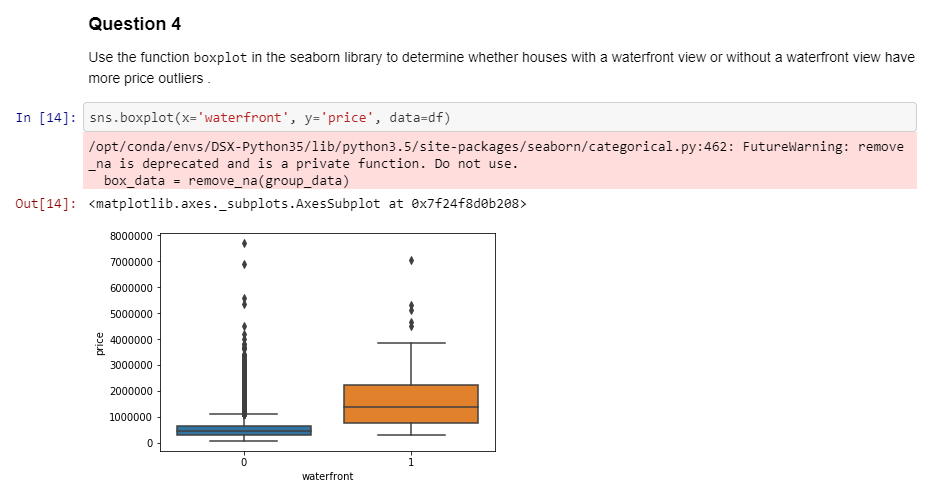 Question 4
Use the function boxplot in the seaborn library to determine whether houses with a waterfront view or without a waterfront view have
more price outliers .
In [14]: sns.boxplot(x='waterfront', y='price', data=df)
/opt/conda/envs/DSX-Python35/lib/python3.5/site-packages/seaborn/categorical.py:462: FutureWarning: remove
_na is deprecated and is a private function. Do not use.
box_data = remove_na(group_data)
Out[14]: <matplotlib.axes._subplots.AxesSubplot at 0x7f24f8d0b208>
8000000
7000000
6000000
5000000
4000000
price
3000000
2000000
1000000
0
0 1
waterfront